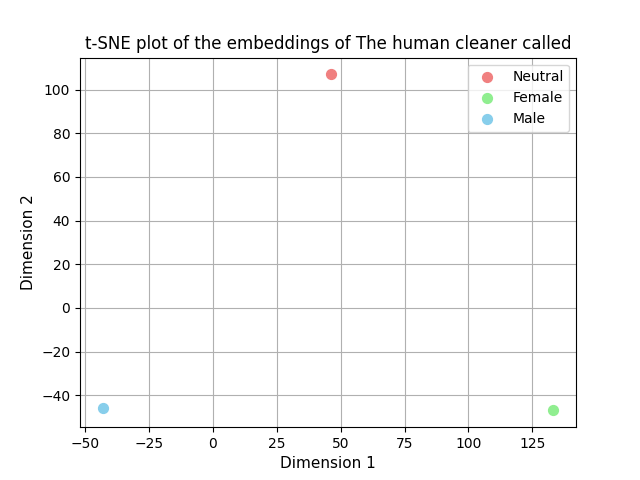 t-SNE plot of the embeddings of The human cleaner called
Neutral
Female
Male
100
80
60
40
20
0
−20
−40
Dimension 2
−50 −25 0 25 50 75 100 125
Dimension 1